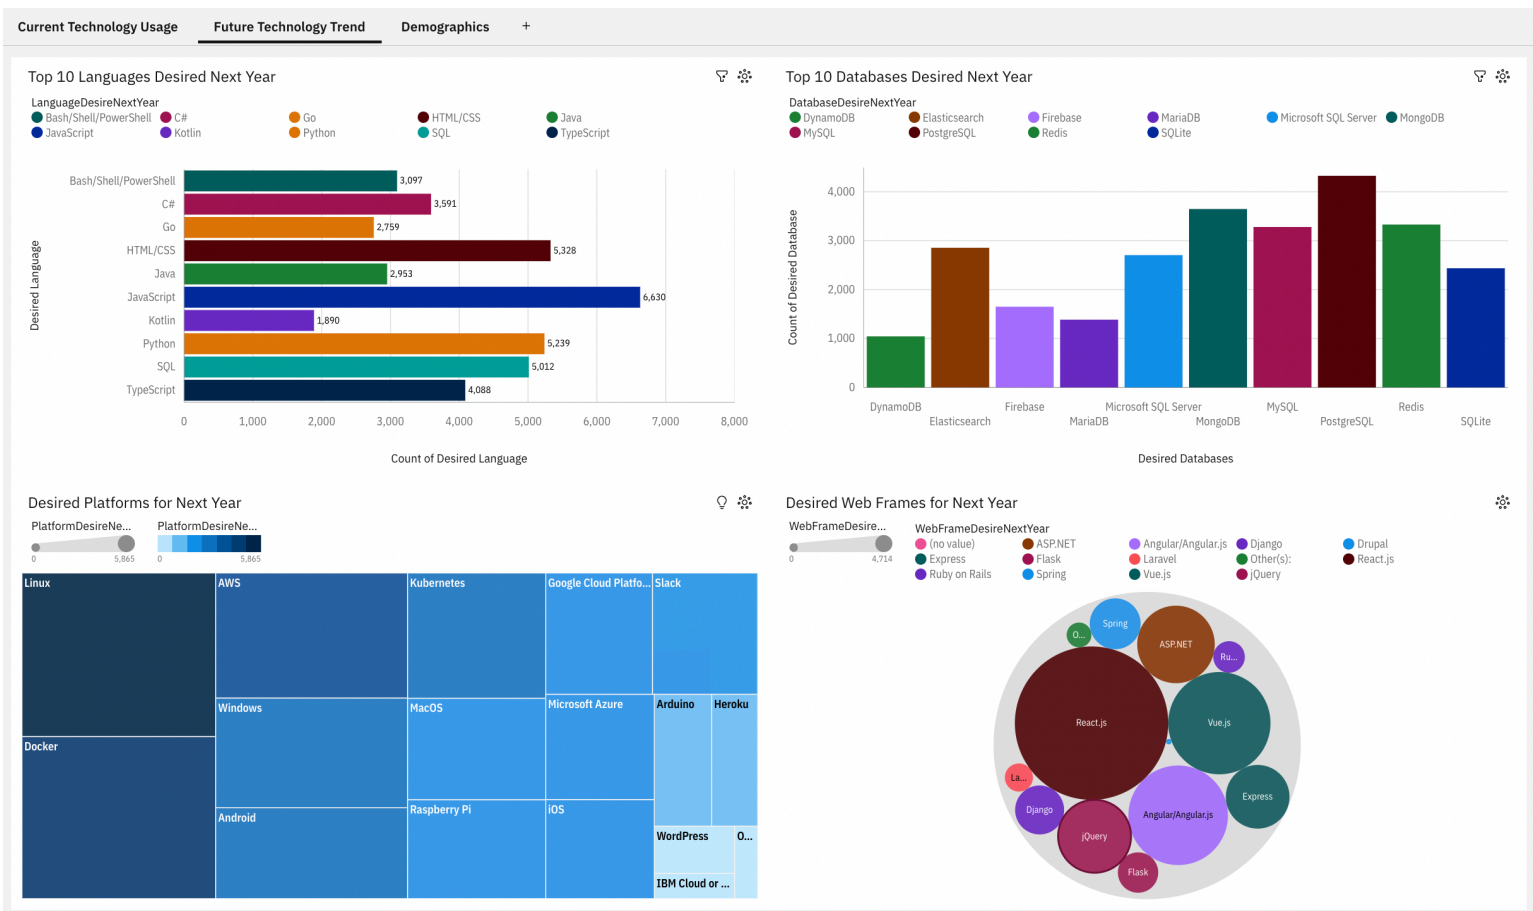 Current Technology Usage Future Technology Trend Demographics +
Top 10 Languages Desired Next Year
LanguageDesireNextYear
Bash/Shell/PowerShell C# Go HTML/CSS Java
JavaScript Kotlin Python SQL TypeScript
Desired Language
Bash/Shell/PowerShell 3,097
C# 3,591
Go 2,759
HTML/CSS 5,328
Java 2,953
JavaScript 6,630
Kotlin 1,890
Python 5,239
SQL 5,012
TypeScript 4,088
0 1,000 2,000 3,000 4,000 5,000 6,000 7,000 8,000
Count of Desired Language
Top 10 Databases Desired Next Year
DatabaseDesireNextYear
DynamoDB Elasticsearch Firebase MariaDB Microsoft SQL Server MongoDB
MySQL PostgreSQL Redis SQLite
Count of Desired Database
4,000
3,000
2,000
1,000
0
DynamoDB Firebase Microsoft SQL Server MySQL Redis
Elasticsearch MariaDB MongoDB PostgreSQL SQLite
Desired Databases
Desired Platforms for Next Year
PlatformDesireNe... PlatformDesireNe...
0 5,865 0 5,865
Linux AWS Kubernetes Google Cloud Platfo... Slack
Windows MacOS Microsoft Azure Arduino Heroku
Docker
Android Raspberry Pi iOS
WordPress O...
IBM Cloud or ...
Desired Web Frames for Next Year
WebFrameDesire... WebFrameDesireNextYear
0 4,714
(no value) ASP.NET Angular/Angular.js Django Drupal
Express Flask Laravel Other(s): React.js
Ruby on Rails Spring Vue.js jQuery
Spring
O...
ASP.NET
Ru...
React.js Vue.js
La...
Express
Django Angular/Angular.js
jQuery
Flask